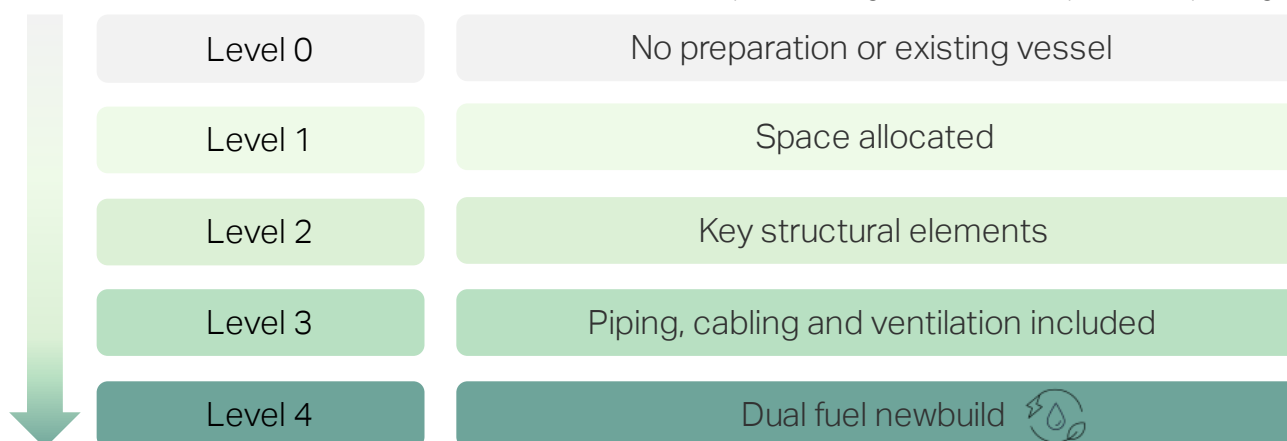 Level 0
No preparation or existing vessel
Level 1
Space allocated
Level 2
Key structural elements
Level 3
Piping, cabling and ventilation included
Level 4
Dual fuel newbuild